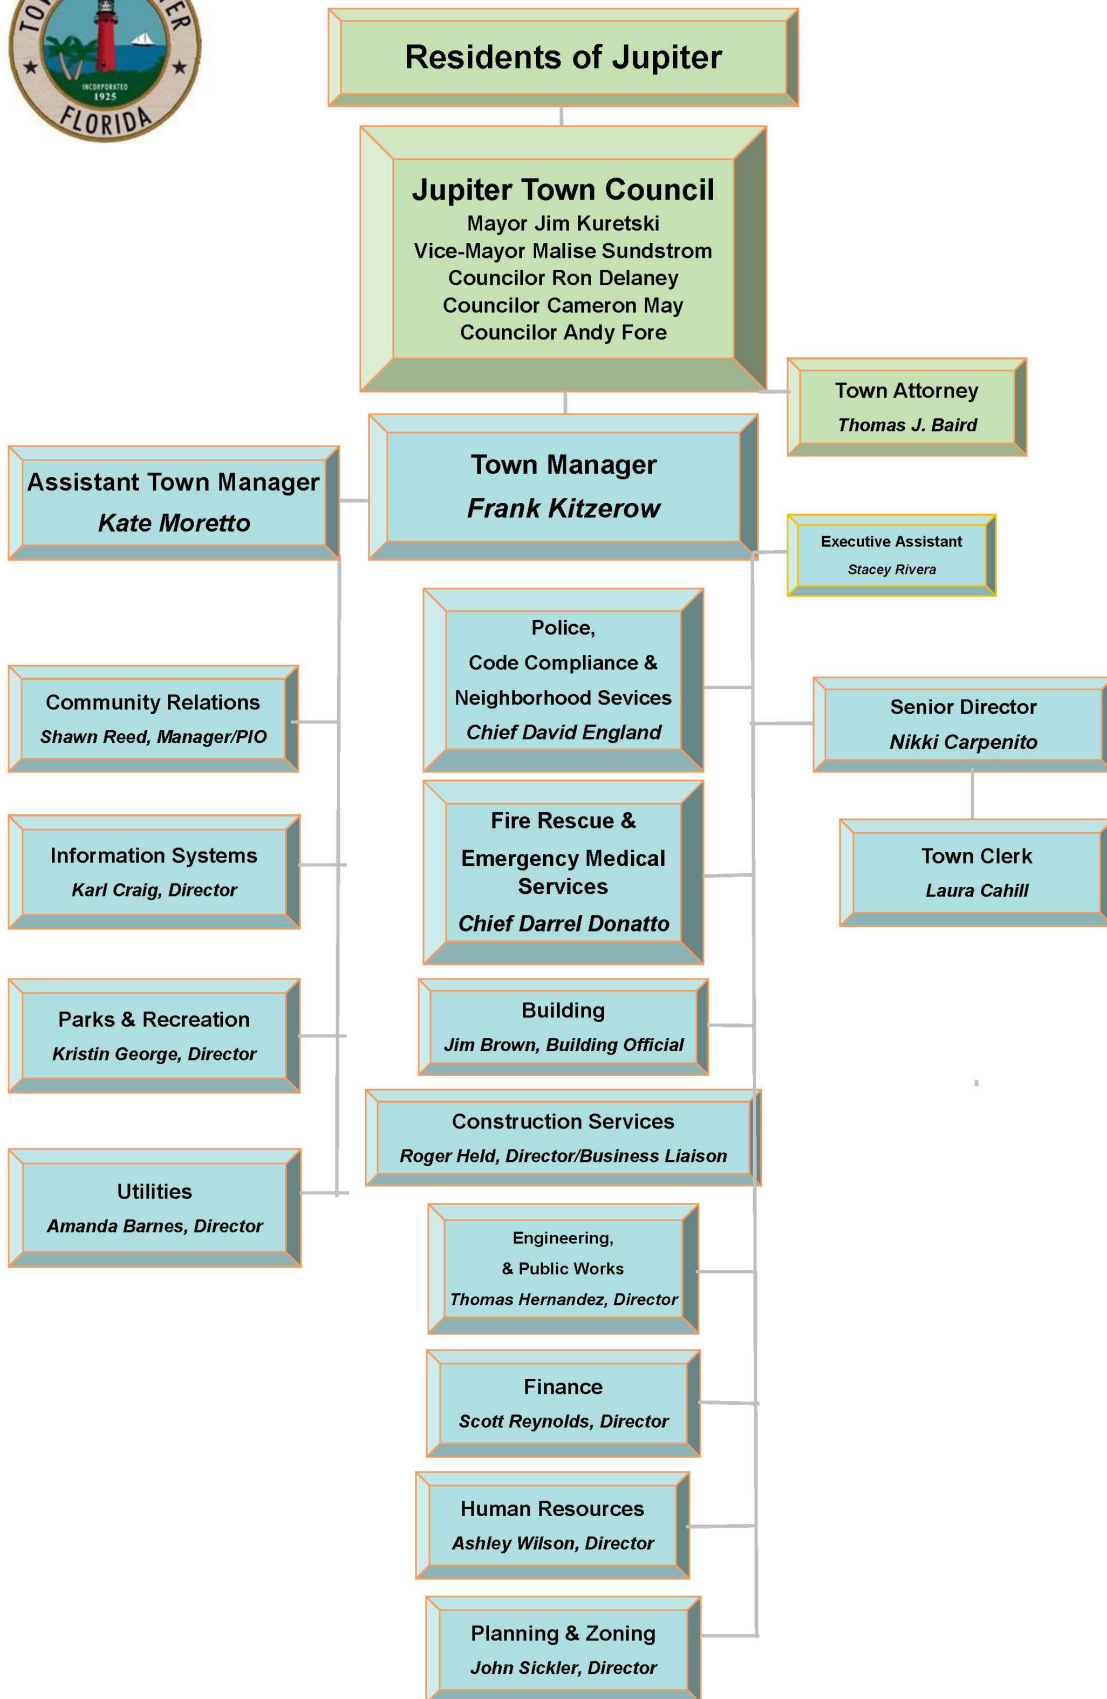 INCORPORATED
1925
FLORIDA
Residents of Jupiter
Jupiter Town Council
Mayor Jim Kuretski
Vice-Mayor Malise Sundstrom
Councilor Ron Delaney
Councilor Cameron May
Councilor Andy Fore
Town Attorney
Thomas J. Baird
Town Manager
Frank Kitzerow
Assistant Town Manager
Kate Moretto
Executive Assistant
Stacey Rivera
Community Relations
Shawn Reed, Manager/PIO
Information Systems
Karl Craig, Director
Parks & Recreation
Kristin George, Director
Utilities
Amanda Barnes, Director
Police,
Code Compliance &
Neighborhood Sevices
Chief David England
Fire Rescue &
Emergency Medical
Services
Chief Darrel Donatto
Building
Jim Brown, Building Official
Construction Services
Roger Held, Director/Business Liaison
Engineering,
& Public Works
Thomas Hernandez, Director
Finance
Scott Reynolds, Director
Human Resources
Ashley Wilson, Director
Planning & Zoning
John Sickler, Director
Senior Director
Nikki Carpenito
Town Clerk
Laura Cahill